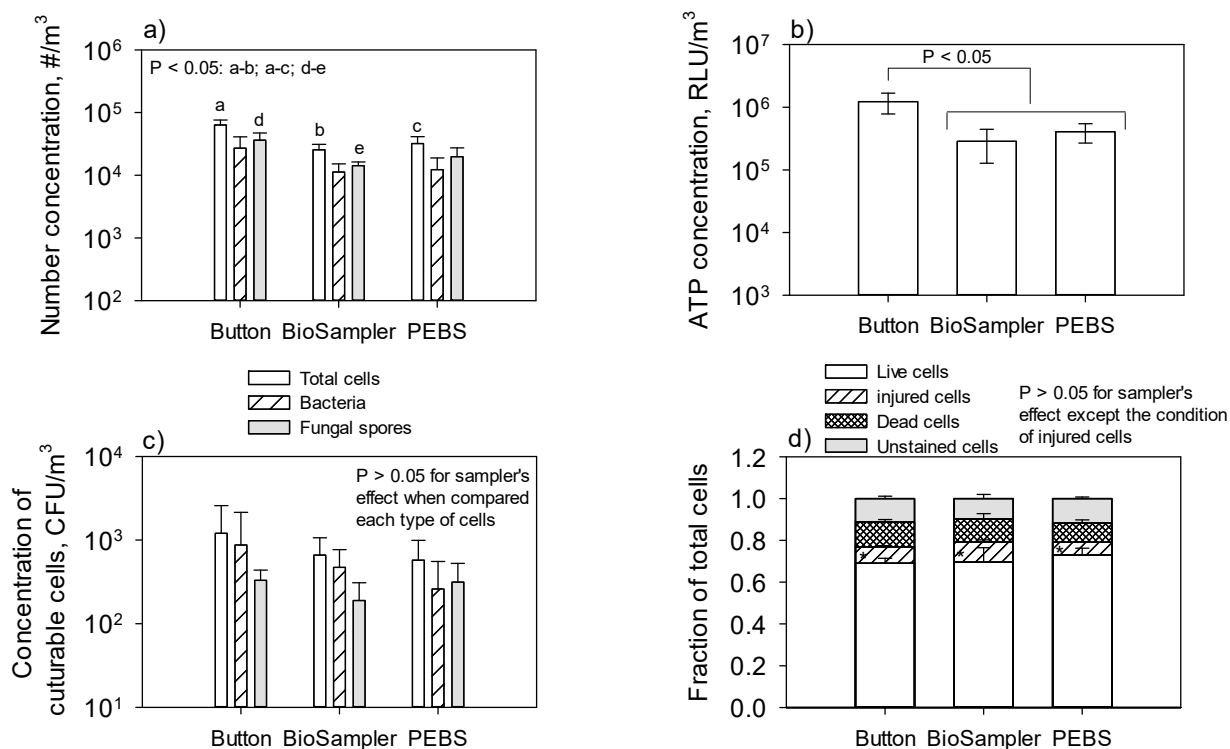 a)
Number concentration, #/m³
10⁶
10⁵
10⁴
10³
10²
P < 0.05: a-b; a-c; d-e
a
d
b
e
c
Button BioSampler PEBS
Total cells
Bacteria
Fungal spores
b)
ATP concentration, RLU/m³
10⁷
10⁶
10⁵
10⁴
10³
P < 0.05
Button BioSampler PEBS
Live cells
injured cells
Dead cells
Unstained cells
P > 0.05 for sampler's
effect except the condition
of injured cells
c)
Concentration of
cuturable cells, CFU/m³
10⁴
10³
10²
10¹
P > 0.05 for sampler's
effect when compared
each type of cells
Button BioSampler PEBS
d)
Fraction of total cells
1.2
1.0
0.8
0.6
0.4
0.2
0.0
* * *
Button BioSampler PEBS